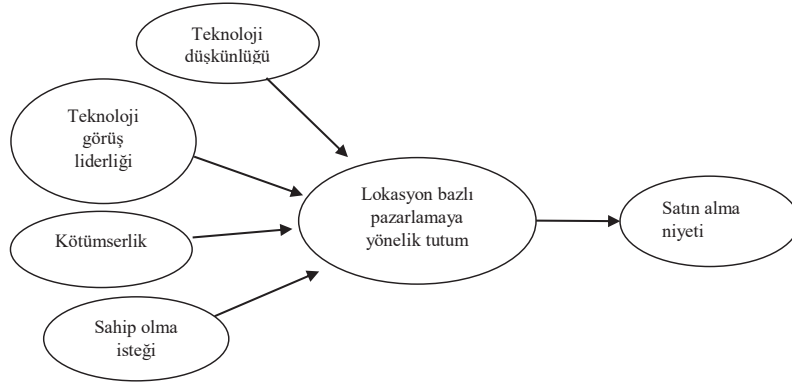 Teknoloji
düşkünlüğü
Teknoloji
görüş
liderliği
Kötümserlik
Sahip olma
isteği
Lokasyon bazlı
pazarlamaya
yönelik tutum
Satın alma
niyeti